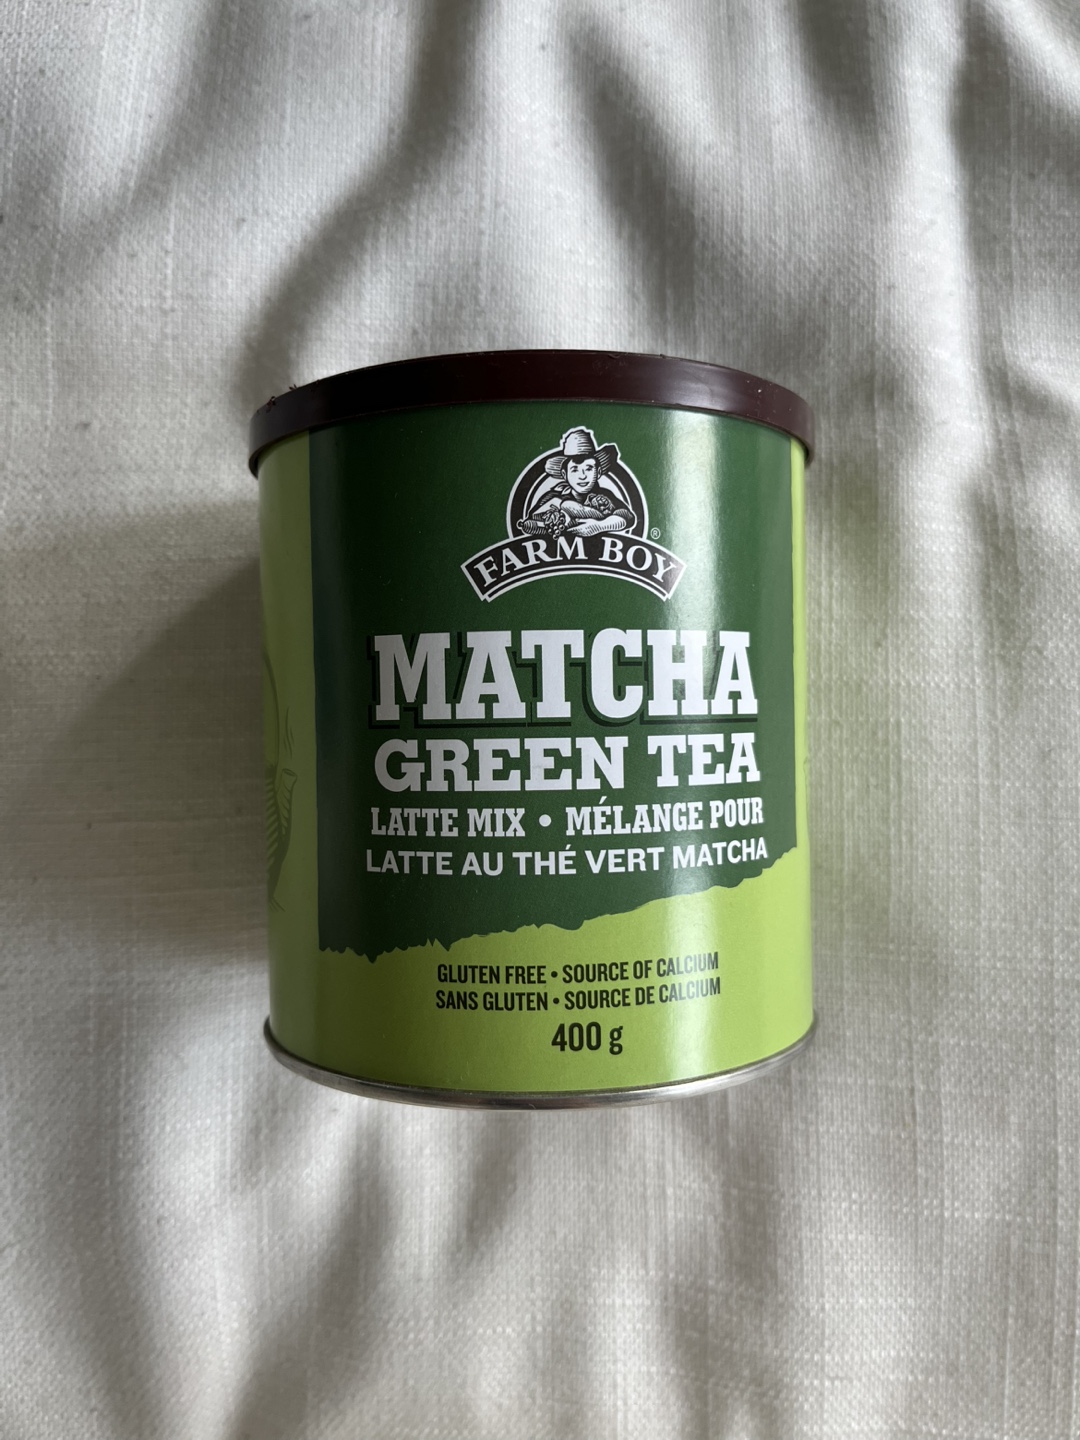 FARM BOY®
MATCHA
GREEN TEA
LATTE MIX • MÉLANGE POUR
LATTE AU THÉ VERT MATCHA
GLUTEN FREE • SOURCE OF CALCIUM
SANS GLUTEN • SOURCE DE CALCIUM
400 g